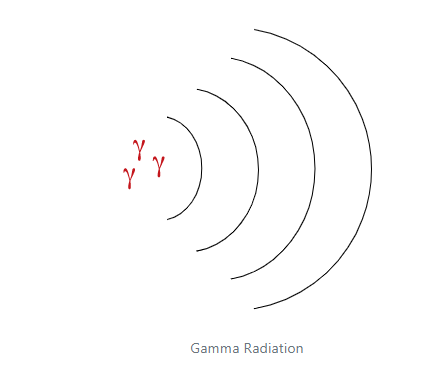 γ
γ γ
Gamma Radiation